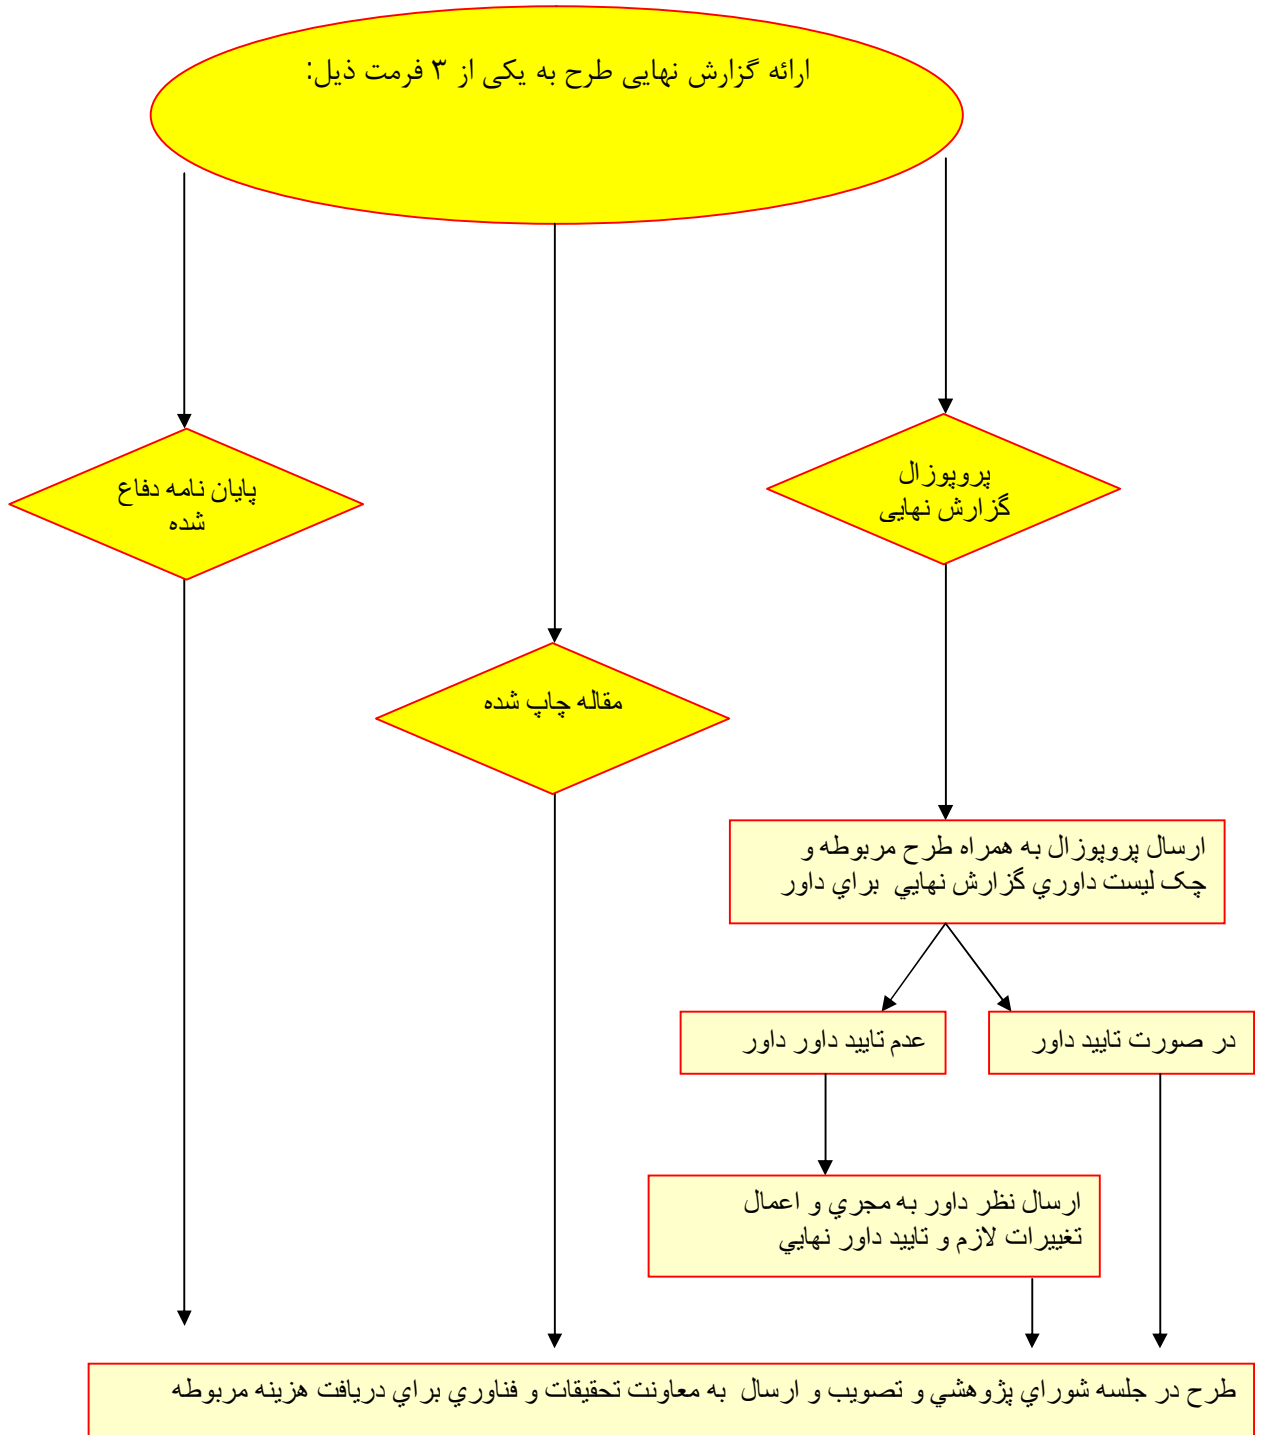 ارائه گزارش نهایی طرح به یکی از ۳ فرمت ذیل:
پروپوزال
گزارش نهایی
پایان نامه دفاع
شده
مقاله چاپ شده
ارسال پروپوزال به همراه طرح مربوطه و
چک لیست داوري گزارش نهايي براي داور
در صورت تایید داور
عدم تایید داور داور
ارسال نظر داور به مجري و اعمال
تغییرات لازم و تایید داور نهايي
طرح در جلسه شوراي پژوهشي و تصویب و ارسال به معاونت تحقیقات و فناوري براي دریافت هزینه مربوطه